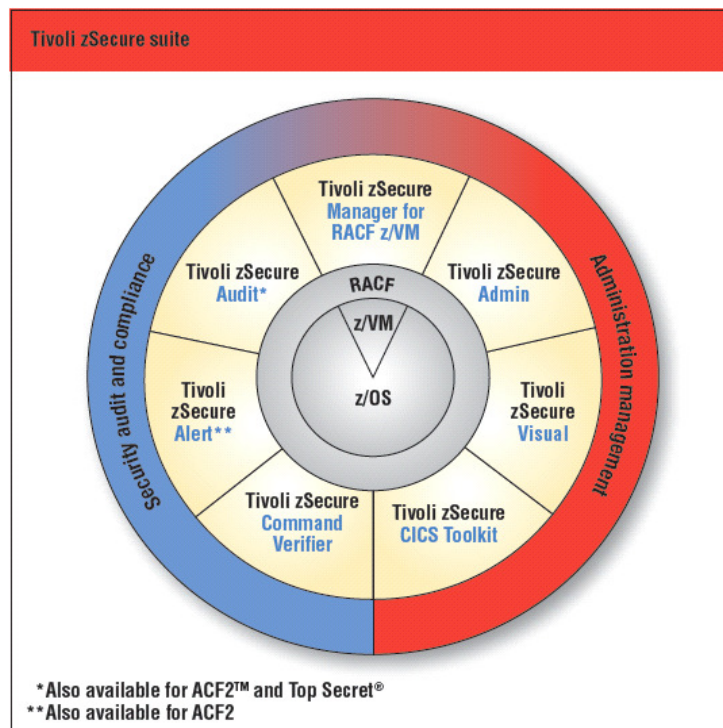 Tivoli zSecure suite
Tivoli zSecure
Manager for
RACF z/VM
Tivoli zSecure
Audit*
Tivoli zSecure
Admin
RACF
z/VM
z/OS
Security audit and compliance
Administration management
Tivoli
zSecure
Alert**
Tivoli
zSecure
Visual
Tivoli zSecure
Command
Verifier
Tivoli zSecure
CICS Toolkit
*Also available for ACF2™ and Top Secret®
**Also available for ACF2